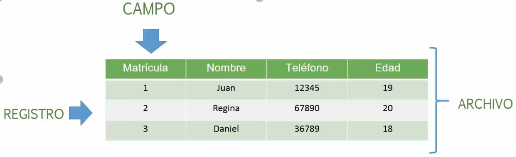 CAMPO
Matrícula Nombre Teléfono Edad
1 Juan 12345 19
REGISTRO 2 Regina 67890 20 ARCHIVO
3 Daniel 36789 18